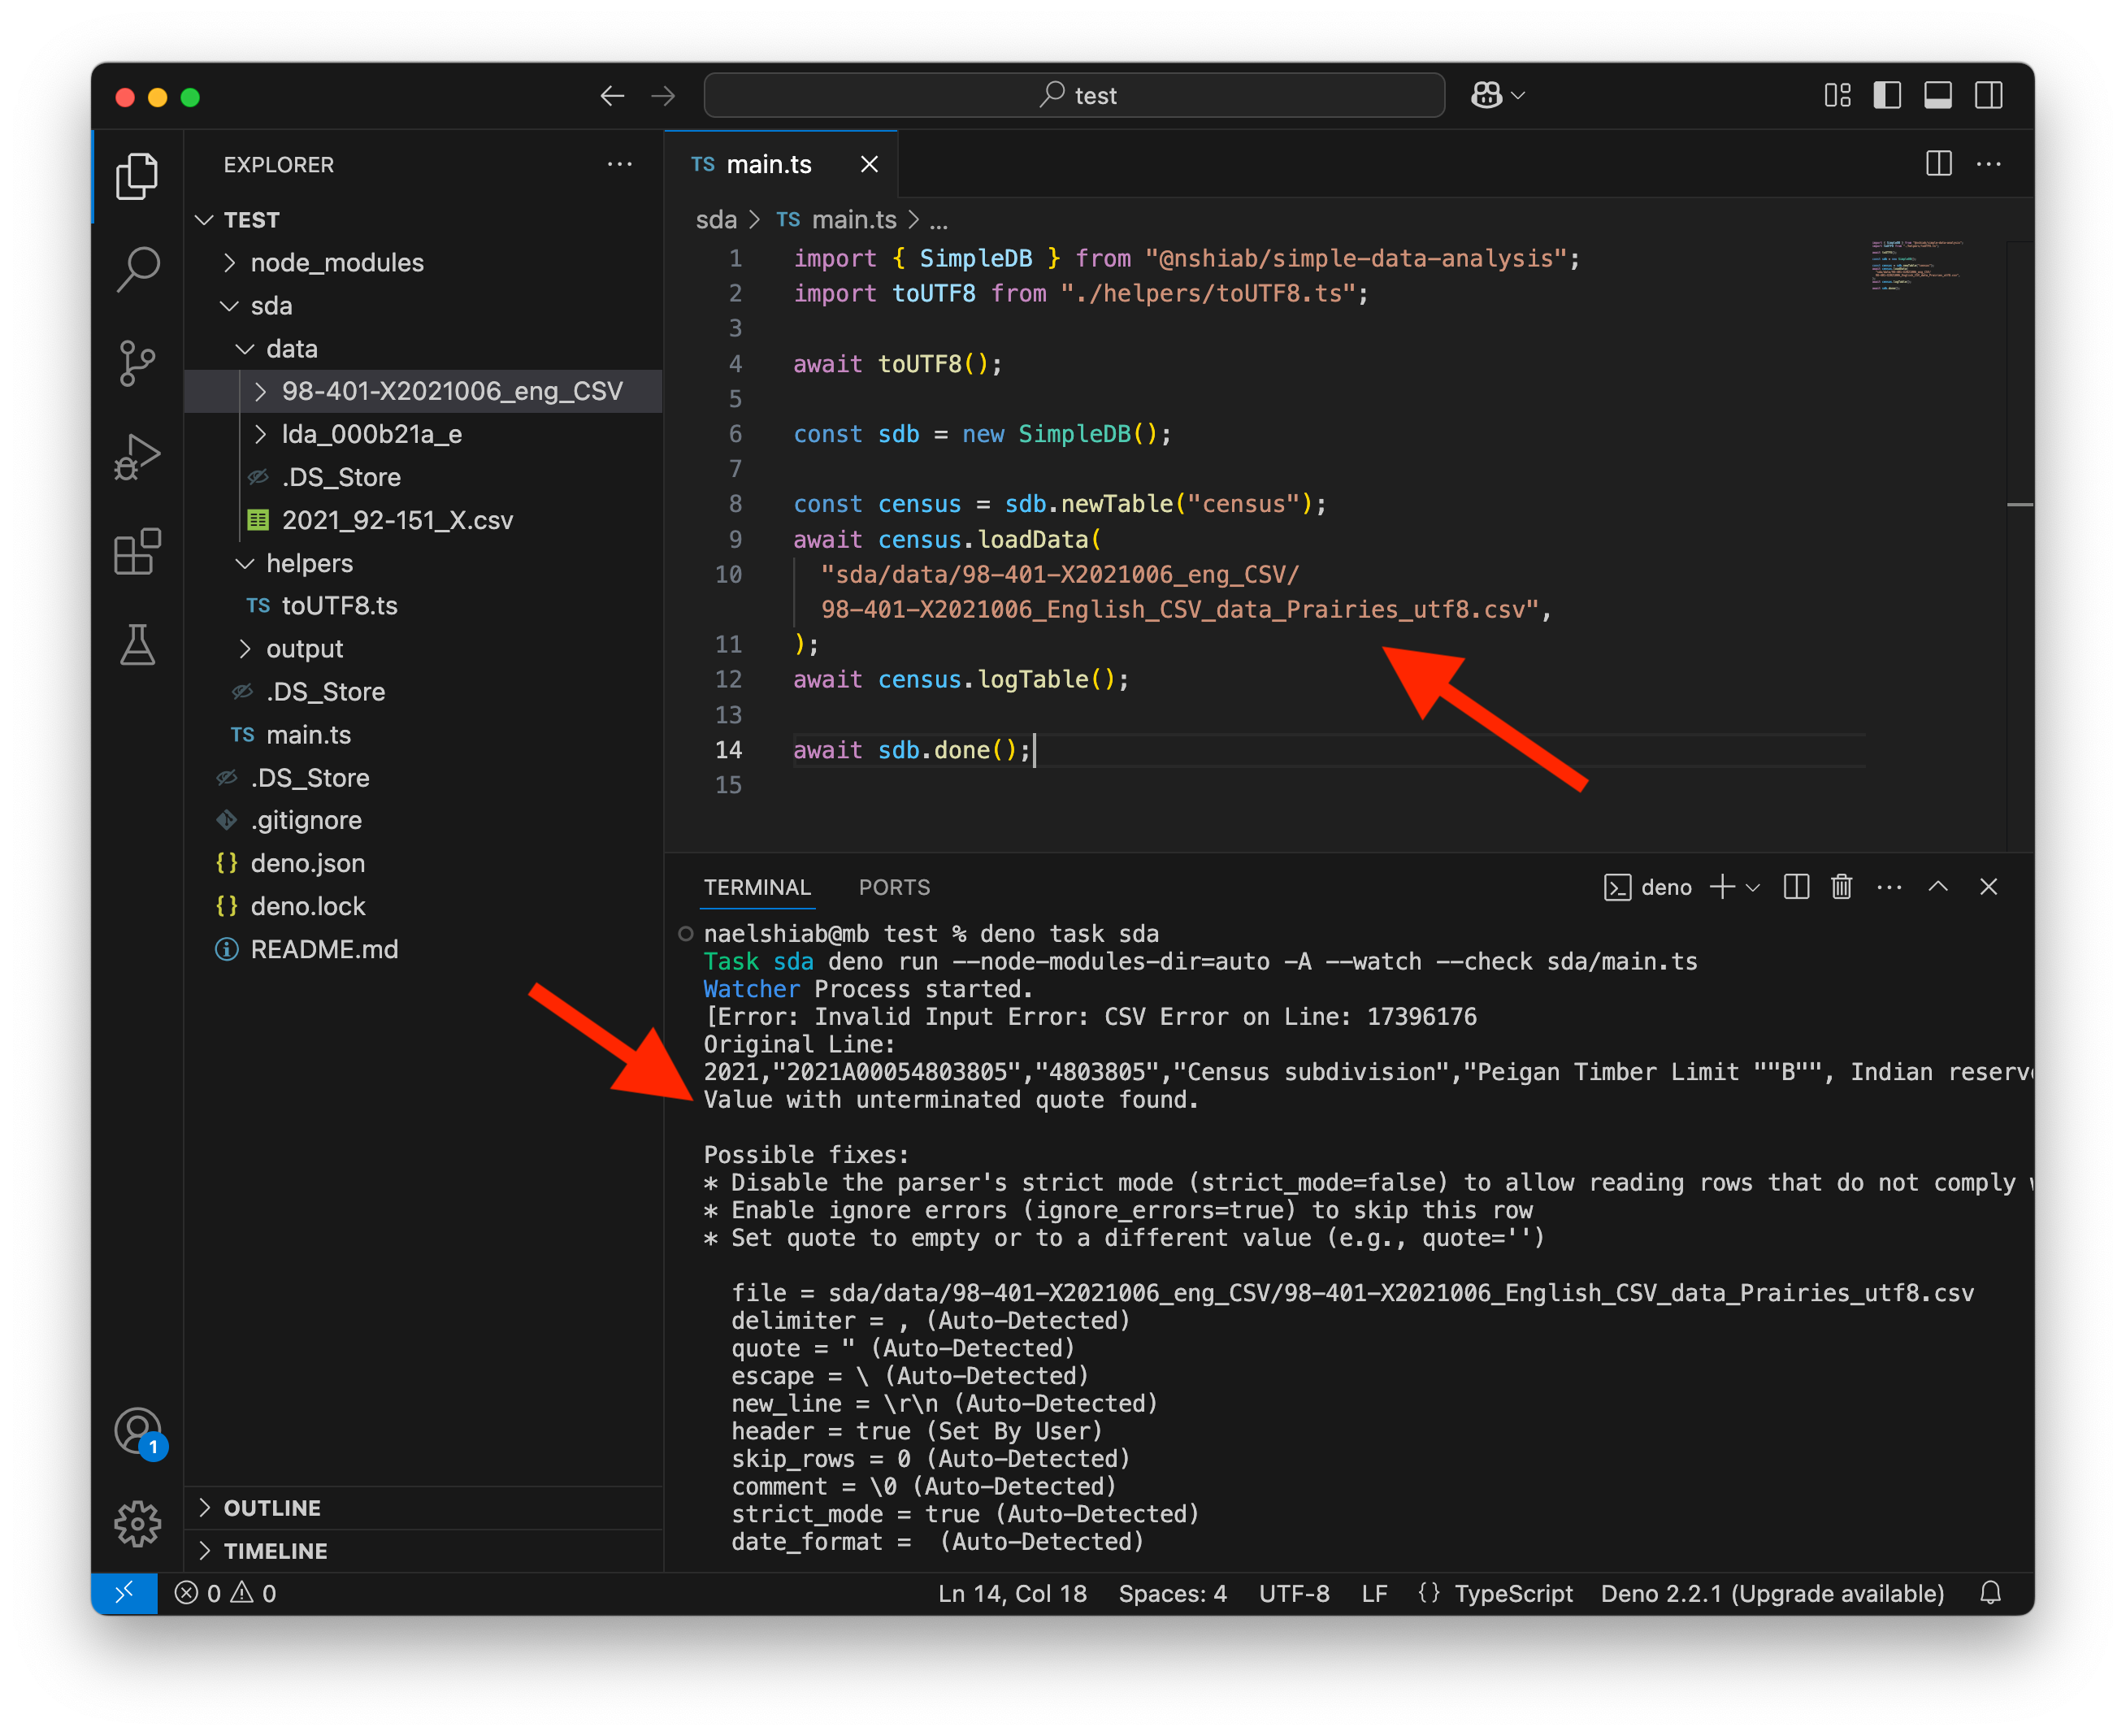 test
EXPLORER
TEST
node_modules
sda
data
98-401-X2021006_eng_CSV
lda_000b21a_e
.DS_Store
2021_92-151_X.csv
helpers
TS toUTF8.ts
output
.DS_Store
TS main.ts
.DS_Store
.gitignore
{} deno.json
{} deno.lock
README.md
1
OUTLINE
TIMELINE
TS main.ts
sda > TS main.ts > ...
1 import { SimpleDB } from "@nshiab/simple-data-analysis";
2 import toUTF8 from "./helpers/toUTF8.ts";
3
4 await toUTF8();
5
6 const sdb = new SimpleDB();
7
8 const census = sdb.newTable("census");
9 await census.loadData(
10 "sda/data/98-401-X2021006_eng_CSV/
98-401-X2021006_English_CSV_data_Prairies_utf8.csv",
11 );
12 await census.logTable();
13
14 await sdb.done();
15
TERMINAL PORTS
deno
naelshiab@mb test % deno task sda
Task sda deno run --node-modules-dir=auto -A --watch --check sda/main.ts
Watcher Process started.
[Error: Invalid Input Error: CSV Error on Line: 17396176
Original Line:
2021,"2021A00054803805","4803805","Census subdivision","Peigan Timber Limit ""B"", Indian reserv
Value with unterminated quote found.
Possible fixes:
* Disable the parser's strict mode (strict_mode=false) to allow reading rows that do not comply
* Enable ignore errors (ignore_errors=true) to skip this row
* Set quote to empty or to a different value (e.g., quote='')
file = sda/data/98-401-X2021006_eng_CSV/98-401-X2021006_English_CSV_data_Prairies_utf8.csv
delimiter = , (Auto-Detected)
quote = " (Auto-Detected)
escape = \ (Auto-Detected)
new_line = \r\n (Auto-Detected)
header = true (Set By User)
skip_rows = 0 (Auto-Detected)
comment = \0 (Auto-Detected)
strict_mode = true (Auto-Detected)
date_format =  (Auto-Detected)
0 0
Ln 14, Col 18 Spaces: 4 UTF-8 LF {} TypeScript Deno 2.2.1 (Upgrade available)